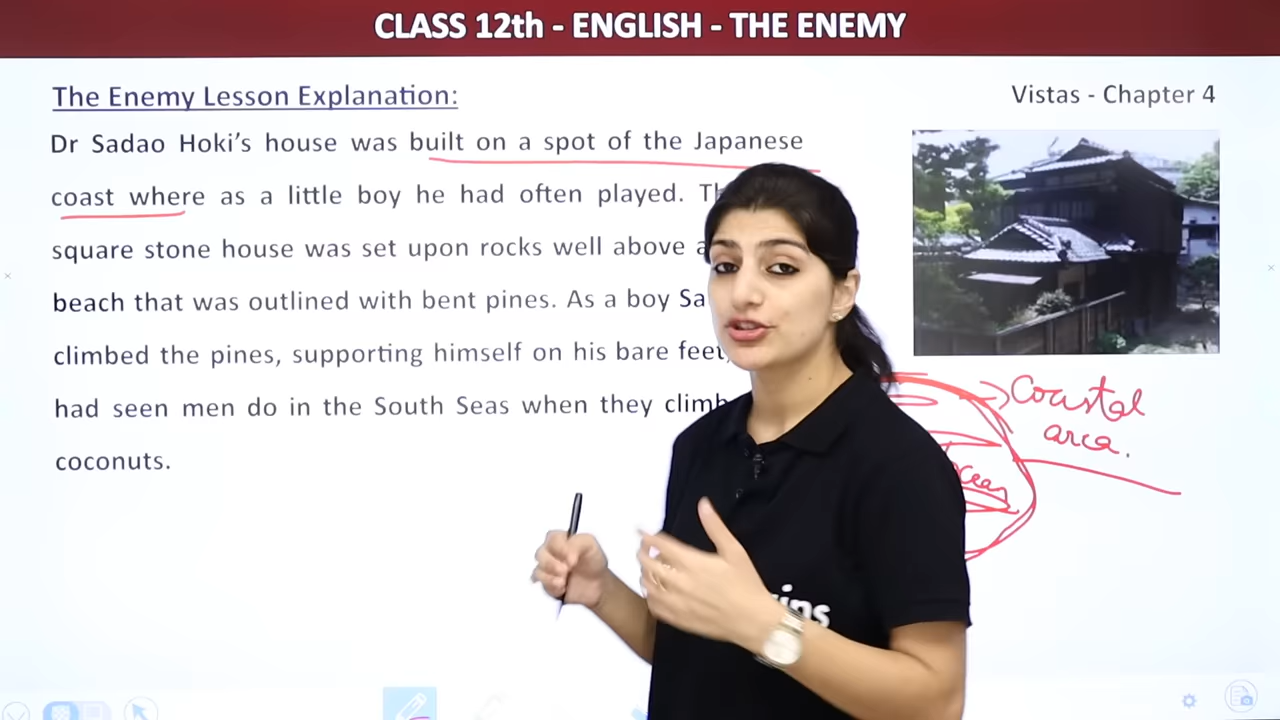 CLASS 12th - ENGLISH - THE ENEMY
The Enemy Lesson Explanation:
Vistas - Chapter 4
Dr Sadao Hoki's house was built on a spot of the Japanese
coast where as a little boy he had often played.
square stone house was set upon rocks well above
beach that was outlined with bent pines. As a boy
climbed the pines, supporting himself on his bare feet,
had seen men do in the South Seas when they climb
coconuts.
Coastal
area.